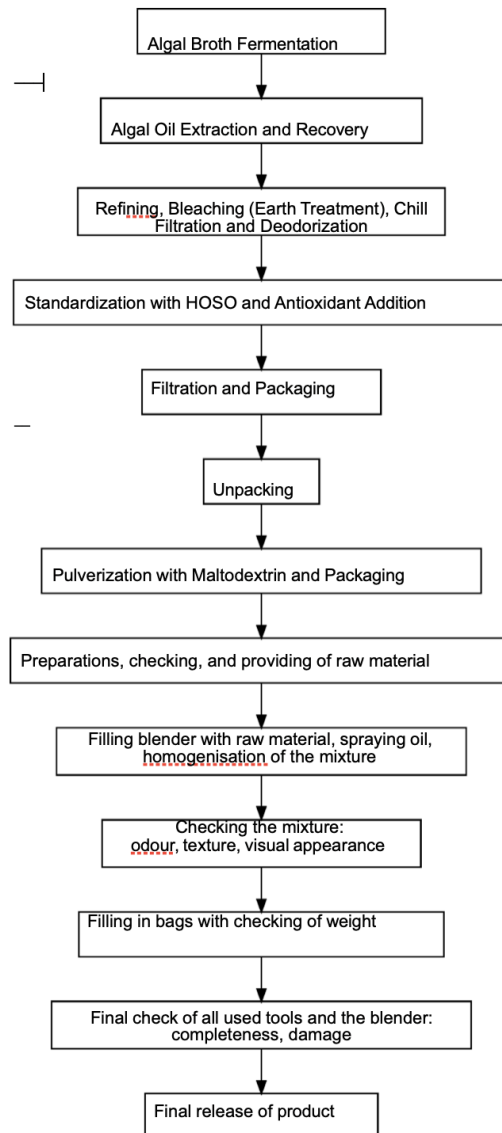 Algal Broth Fermentation
Algal Oil Extraction and Recovery
Refining, Bleaching (Earth Treatment), Chill
Filtration and Deodorization
Standardization with HOSO and Antioxidant Addition
Filtration and Packaging
Unpacking
Pulverization with Maltodextrin and Packaging
Preparations, checking, and providing of raw material
Filling blender with raw material, spraying oil,
homogenisation of the mixture
Checking the mixture:
odour, texture, visual appearance
Filling in bags with checking of weight
Final check of all used tools and the blender:
completeness, damage
Final release of product